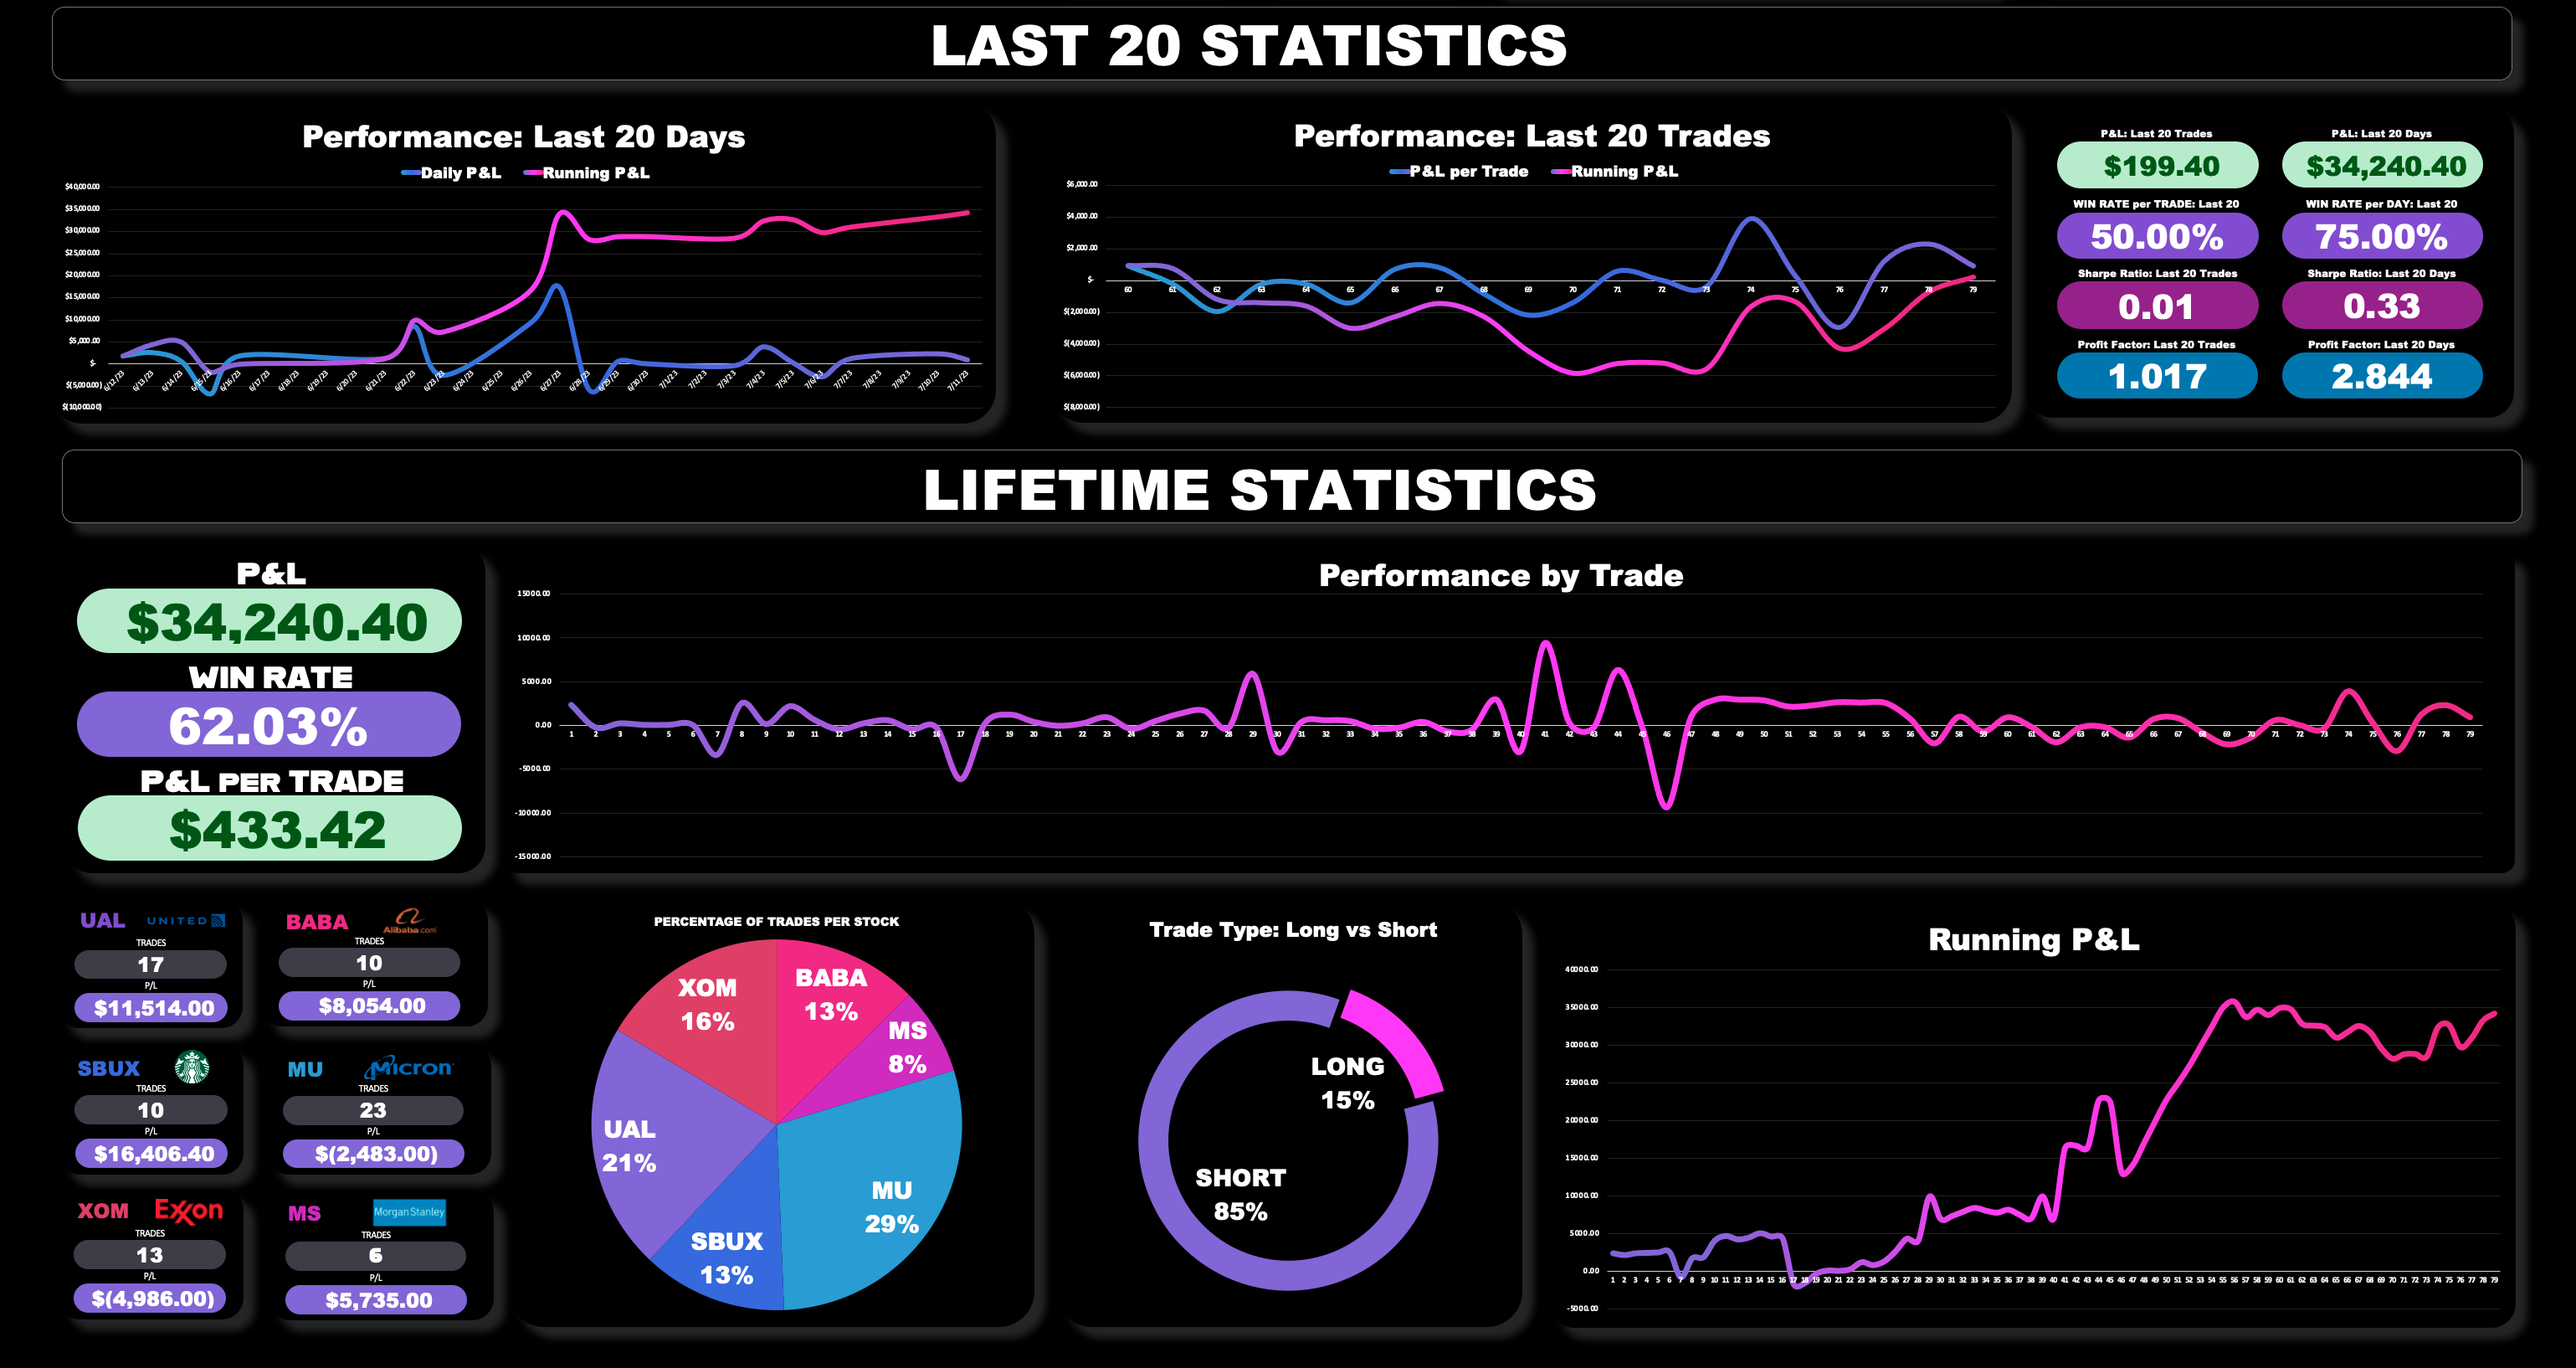 LAST 20 STATISTICS
Performance: Last 20 Days
Daily P&L Running P&L
$40,000.00
$35,000.00
$30,000.00
$25,000.00
$20,000.00
$15,000.00
$10,000.00
$5,000.00
$-
$(5,000.00)
$(10,000.00)
6/12/23 6/13/23 6/14/23 6/15/23 6/16/23 6/17/23 6/18/23 6/19/23 6/20/23 6/21/23 6/22/23 6/23/23 6/24/23 6/25/23 6/26/23 6/27/23 6/28/23 6/29/23 6/30/23 7/1/23 7/2/23 7/3/23 7/4/23 7/5/23 7/6/23 7/7/23 7/8/23 7/9/23 7/10/23 7/11/23
Performance: Last 20 Trades
P&L per Trade Running P&L
$6,000.00
$4,000.00
$2,000.00
$-
$(2,000.00)
$(4,000.00)
$(6,000.00)
$(8,000.00)
60 61 62 63 64 65 66 67 68 69 70 71 72 73 74 75 76 77 78 79
P&L: Last 20 Trades P&L: Last 20 Days
$199.40 $34,240.40
WIN RATE per TRADE: Last 20 WIN RATE per DAY: Last 20
50.00% 75.00%
Sharpe Ratio: Last 20 Trades Sharpe Ratio: Last 20 Days
0.01 0.33
Profit Factor: Last 20 Trades Profit Factor: Last 20 Days
1.017 2.844
LIFETIME STATISTICS
P&L
$34,240.40
WIN RATE
62.03%
P&L PER TRADE
$433.42
Performance by Trade
15000.00
10000.00
5000.00
0.00
-5000.00
-10000.00
-15000.00
1 2 3 4 5 6 7 8 9 10 11 12 13 14 15 16 17 18 19 20 21 22 23 24 25 26 27 28 29 30 31 32 33 34 35 36 37 38 39 40 41 42 43 44 45 46 47 48 49 50 51 52 53 54 55 56 57 58 59 60 61 62 63 64 65 66 67 68 69 70 71 72 73 74 75 76 77 78 79
UAL UNITED
TRADES
17
P/L
$11,514.00
BABA Alibaba.com
TRADES
10
P/L
$8,054.00
SBUX
TRADES
10
P/L
$16,406.40
MU Micron
TRADES
23
P/L
$(2,483.00)
XOM Exxon
TRADES
13
P/L
$(4,986.00)
MS Morgan Stanley
TRADES
6
P/L
$5,735.00
PERCENTAGE OF TRADES PER STOCK
XOM
16%
BABA
13%
MS
8%
UAL
21%
MU
29%
SBUX
13%
Trade Type: Long vs Short
LONG
15%
SHORT
85%
Running P&L
40000.00
35000.00
30000.00
25000.00
20000.00
15000.00
10000.00
5000.00
0.00
-5000.00
1 2 3 4 5 6 7 8 9 10 11 12 13 14 15 16 17 18 19 20 21 22 23 24 25 26 27 28 29 30 31 32 33 34 35 36 37 38 39 40 41 42 43 44 45 46 47 48 49 50 51 52 53 54 55 56 57 58 59 60 61 62 63 64 65 66 67 68 69 70 71 72 73 74 75 76 77 78 79